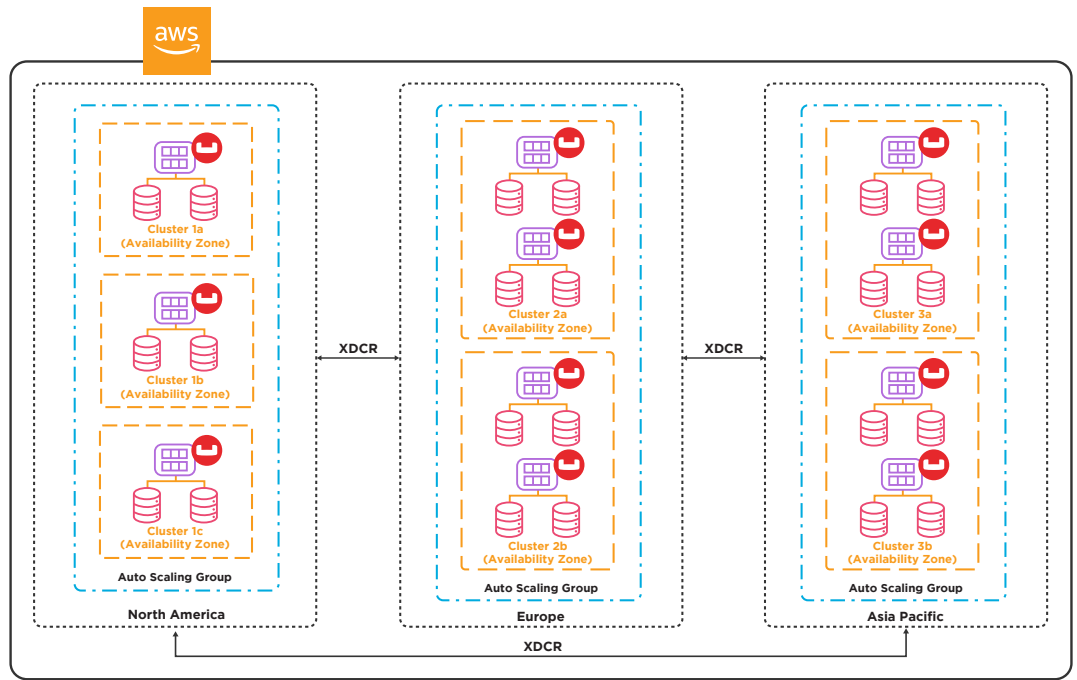 aws
Cluster 1a
(Availability Zone)
Cluster 1b
(Availability Zone)
Cluster 1c
(Availability Zone)
Auto Scaling Group
North America
XDCR
Cluster 2a
(Availability Zone)
Cluster 2b
(Availability Zone)
Auto Scaling Group
Europe
XDCR
Cluster 3a
(Availability Zone)
Cluster 3b
(Availability Zone)
Auto Scaling Group
Asia Pacific
XDCR